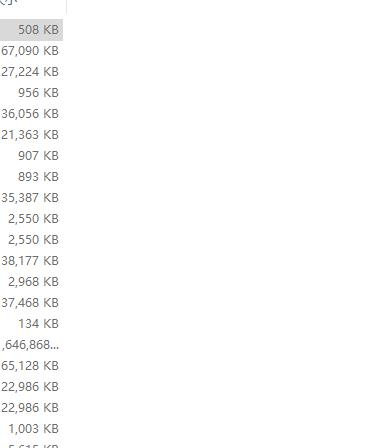 508 KB
67,090 KB
27,224 KB
956 KB
36,056 KB
21,363 KB
907 KB
893 KB
35,387 KB
2,550 KB
2,550 KB
38,177 KB
2,968 KB
37,468 KB
134 KB
,646,868...
65,128 KB
22,986 KB
22,986 KB
1,003 KB